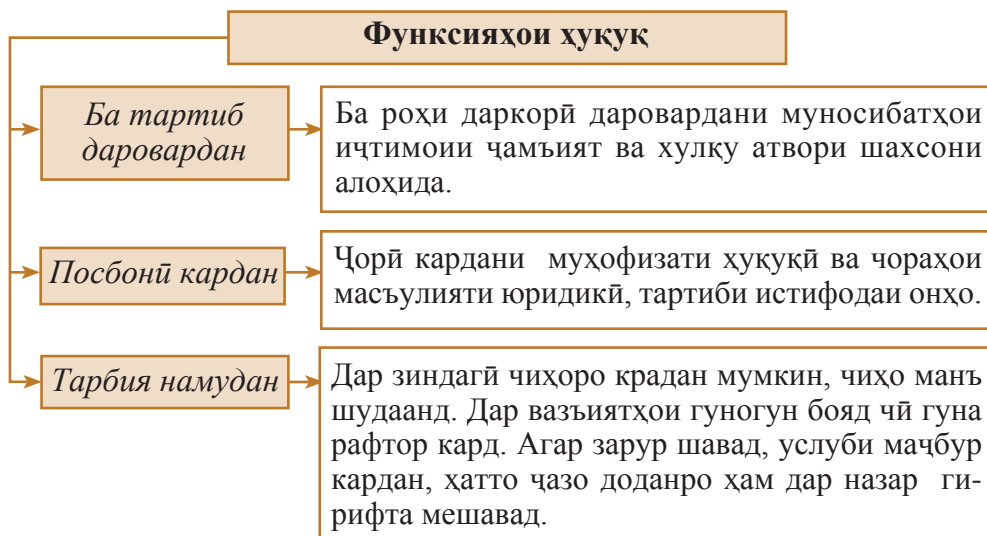 Функсияҳои ҳуқуқ
Ба тартиб
даровардан
Ба роҳи даркорӣ даровардани муносибатҳои
иҷтимоии ҷамъият ва хулқу атвори шахсони
алоҳида.
Посбонӣ кардан
Ҷорӣ кардани муҳофизати ҳуқуқӣ ва чораҳои
масъулияти юридикӣ, тартиби истифодаи онҳо.
Тарбия намудан
Дар зиндагӣ чиҳоро крадан мумкин, чиҳо манъ
шудаанд. Дар вазъиятҳои гуногун бояд чӣ гуна
рафтор кард. Агар зарур шавад, услуби маҷбур
кардан, ҳатто ҷазо доданро ҳам дар назар ги-
рифта мешавад.